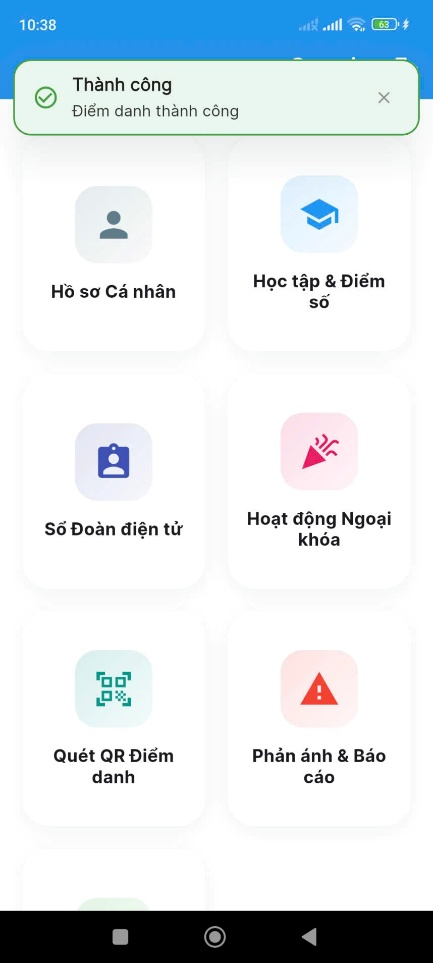 10:38
63
Thành công
Điểm danh thành công
Hồ sơ Cá nhân
Học tập & Điểm
số
Sổ Đoàn điện tử
Hoạt động Ngoại
khóa
Quét QR Điểm
danh
Phản ánh & Báo
cáo